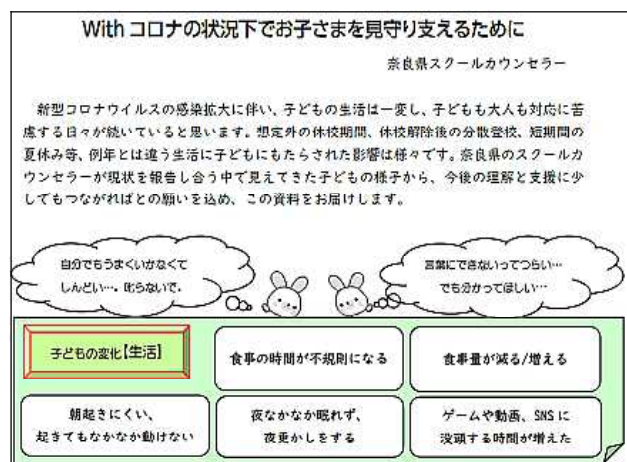 With コロナの状況下でお子さまを見守り支えるために
奈良県スクールカウンセラー
新型コロナウイルスの感染拡大に伴い、子どもの生活は一変し、子どもも大人も対応に苦
慮する日々が続いていると思います。想定外の休校期間、休校解除後の分散登校、短期間の
夏休み等、例年とは違う生活に子どもにもたらされた影響は様々です。奈良県のスクールカ
ウンセラーが現状を報告し合う中で見えてきた子どもの様子から、今後の理解と支援に少
しでもつながればとの願いを込め、この資料をお届けします。
自分でもうまくいかなくて
しんどい…。叱らないで。
言葉にできないってつらい…
でも分かってほしい…
子どもの変化【生活】
食事の時間が不規則になる
食事量が減る/増える
朝起きにくい、
起きてもなかなか動けない
夜なかなか眠れず、
夜更かしをする
ゲームや動画、SNS に
没頭する時間が増えた